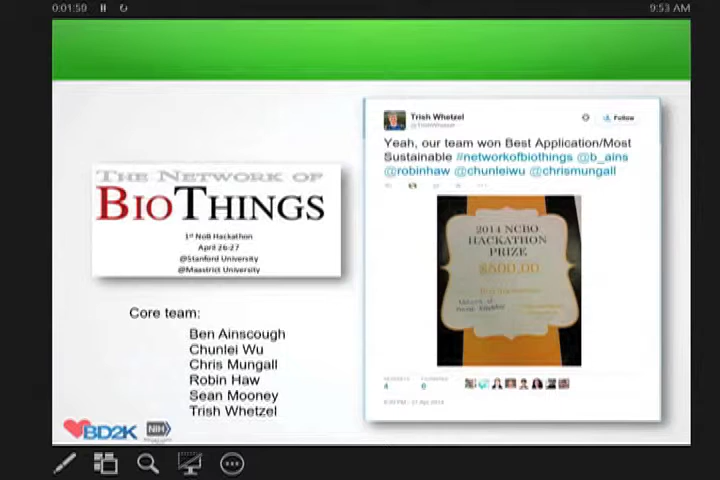 0:01:50
9:53 AM
THE NETWORK OF
BIOTHINGS
1st NoB Hackathon
April 26-27
@Stanford University
@Maastrict University
Core team:
Ben Ainscough
Chunlei Wu
Chris Mungall
Robin Haw
Sean Mooney
Trish Whetzel
BD2K
NIH
Trish Whetzel
Follow
Yeah, our team won Best Application/Most
Sustainable #networkofbiothings @b_ains
@robinhaw @chunleiwu @chrismungall
2014 NCBO
HACKATHON
PRIZE
$500.00
4
6